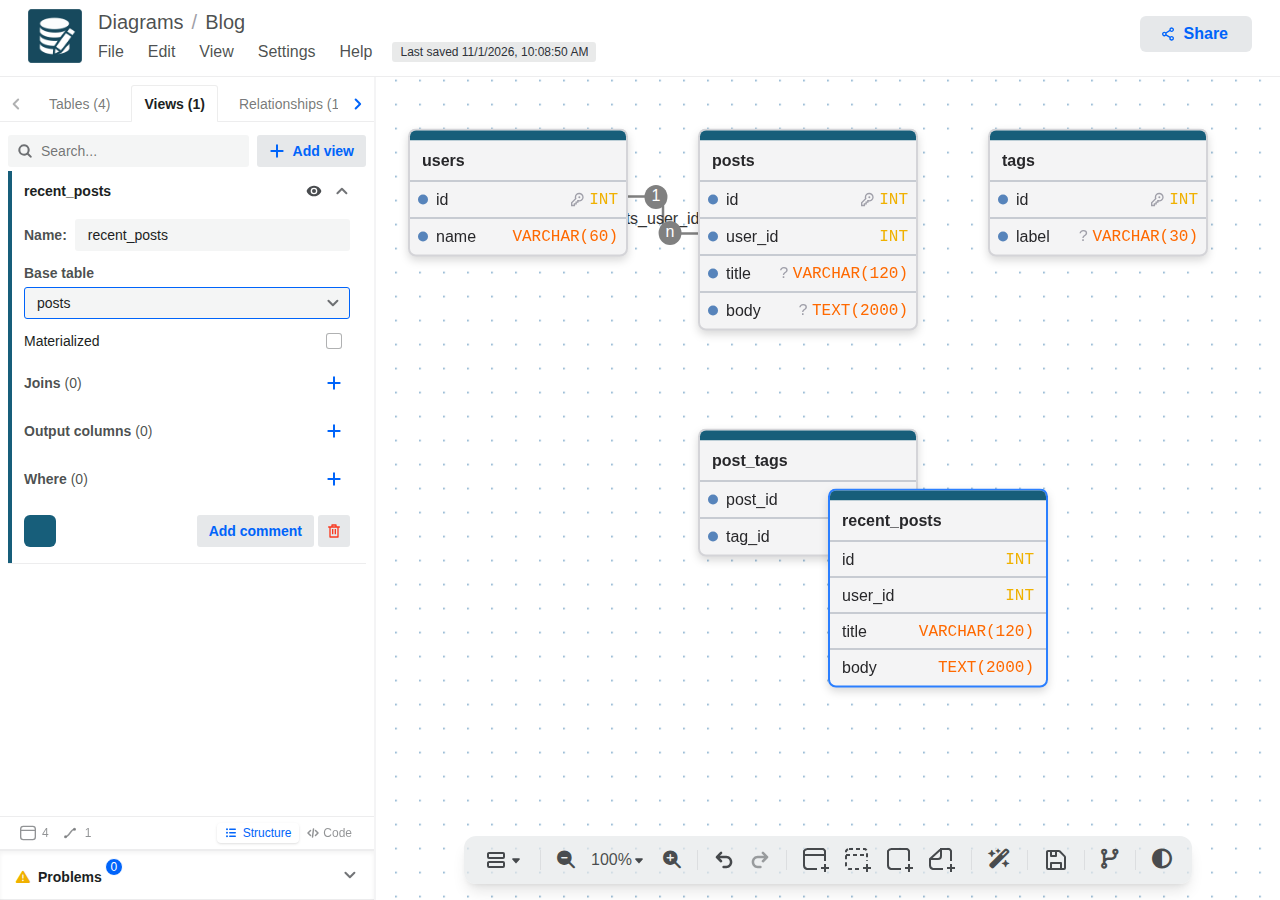 Diagrams / Blog
File Edit View Settings Help Last saved 11/1/2026, 10:08:50 AM
Share
Tables (4) Views (1) Relationships (1
Search... Add view
recent_posts
Name: recent_posts
Base table
posts
Materialized
Joins (0)
Output columns (0)
Where (0)
Add comment
4 1 Structure Code
Problems 0
users
id INT
name VARCHAR(60)
1
ts_user_id
n
posts
id INT
user_id INT
title ? VARCHAR(120)
body ? TEXT(2000)
tags
id INT
label ? VARCHAR(30)
post_tags
post_id
tag_id
recent_posts
id INT
user_id INT
title VARCHAR(120)
body TEXT(2000)
100%